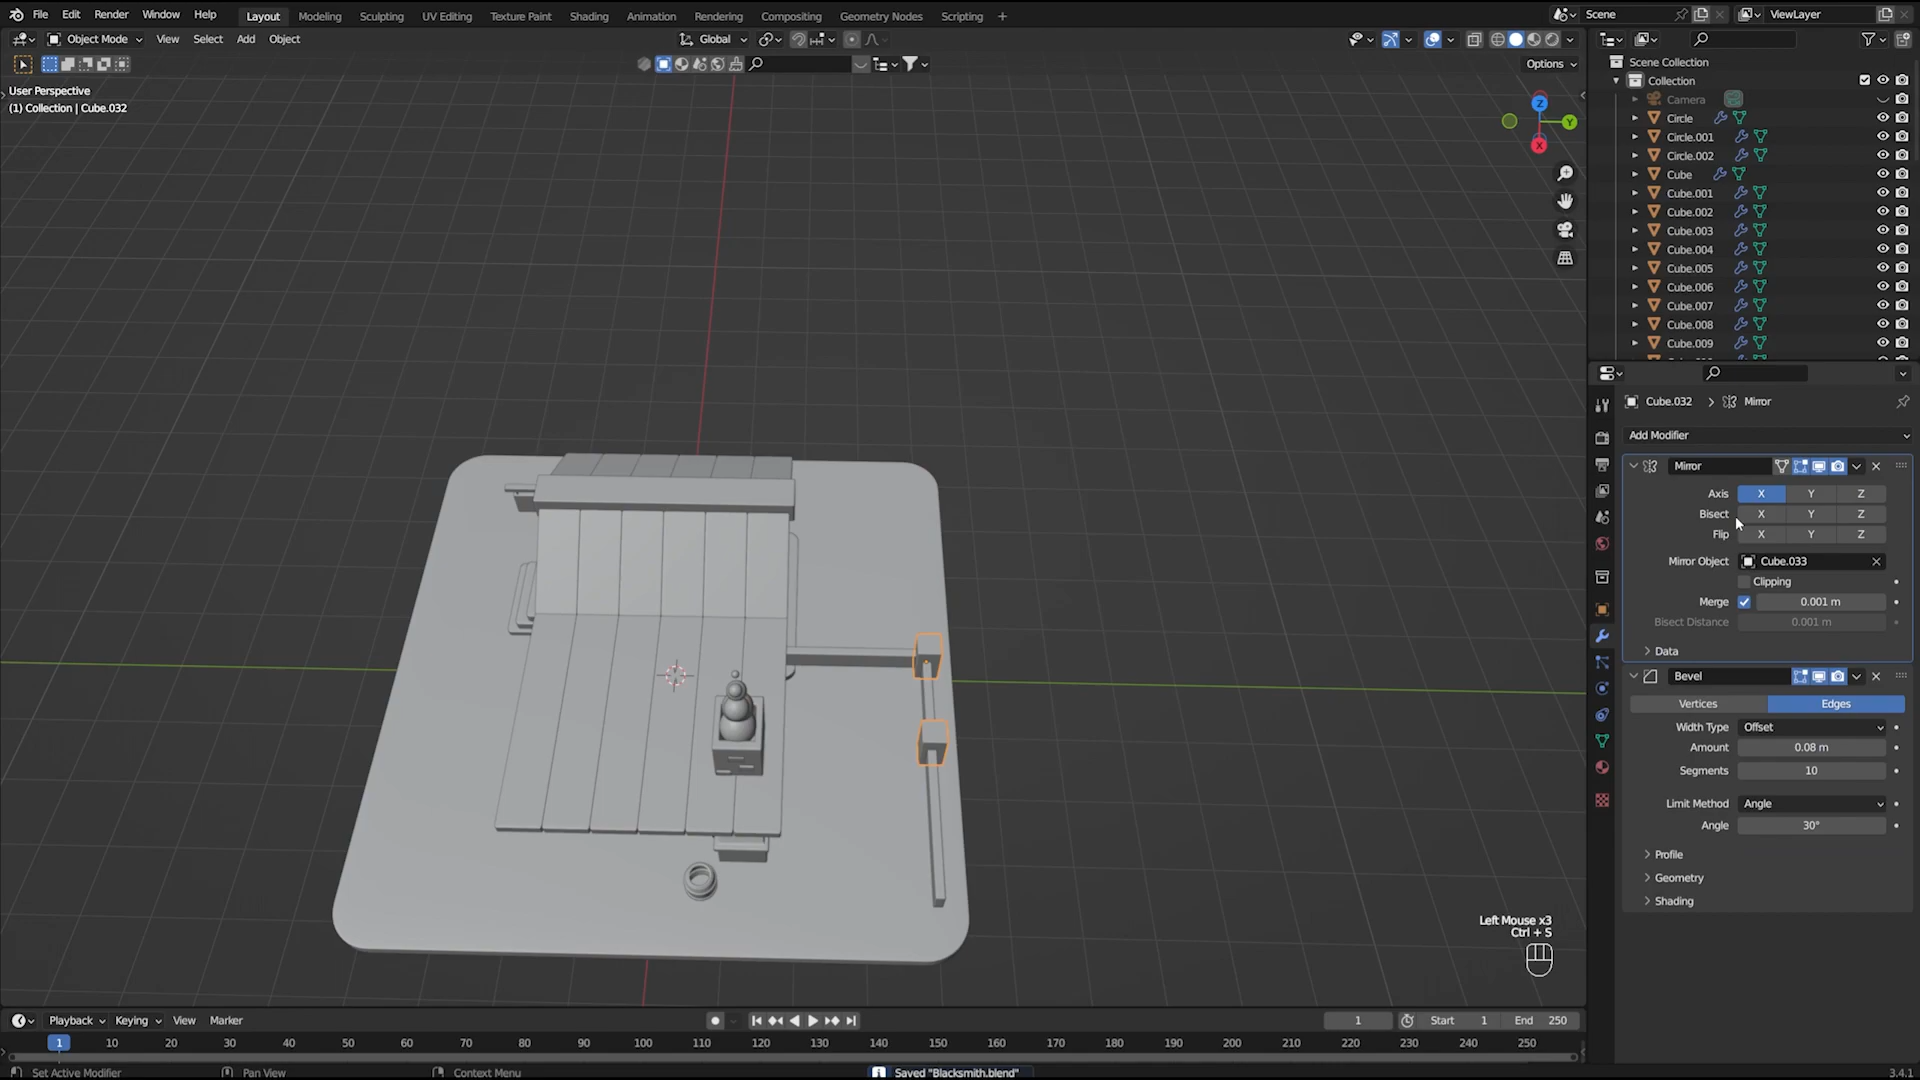 File Edit Render Window Help Layout Modeling Sculpting UV Editing Texture Paint Shading Animation Rendering Compositing Geometry Nodes Scripting + Scene ViewLayer
Object Mode View Select Add Object Global
Options
User Perspective
(1) Collection | Cube.032
Z
Y
X
Scene Collection
Collection
Camera
Circle
Circle.001
Circle.002
Cube
Cube.001
Cube.002
Cube.003
Cube.004
Cube.005
Cube.006
Cube.007
Cube.008
Cube.009
Cube.032 > Mirror
Add Modifier
Mirror
Axis X Y Z
Bisect X Y Z
Flip X Y Z
Mirror Object Cube.033
Clipping
Merge 0.001 m
Bisect Distance 0.001 m
Data
Bevel
Vertices Edges
Width Type Offset
Amount 0.08 m
Segments 10
Limit Method Angle
Angle 30°
Profile
Geometry
Shading
Left Mouse x3
Ctrl + S
Playback Keying View Marker 1 Start 1 End 250
1 10 20 30 40 50 60 70 80 90 100 110 120 130 140 150 160 170 180 190 200 210 220 230 240 250
Set Active Modifier Pan View Context Menu Saved "Blacksmith.blend" 3.4.1